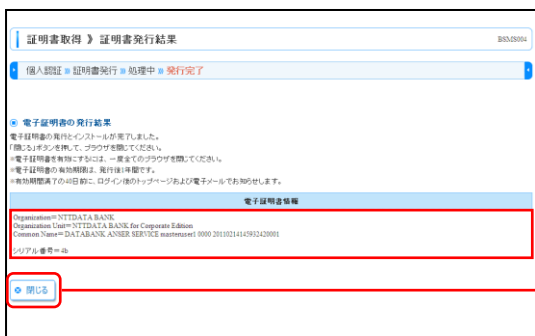 証明書取得 》 証明書発行結果
BSMS004
個人認証 » 証明書発行 » 処理中 » 発行完了
電子証明書の発行結果
電子証明書の発行とインストールが完了しました。
「閉じる」ボタンを押して、ブラウザを閉じてください。
※電子証明書を有効にするには、一度全てのブラウザを閉じてください。
※電子証明書の有効期限は、発行後1年間です。
※有効期間満了の40日前に、ログイン後のトップページおよび電子メールでお知らせします。
電子証明書情報
Organization=NTTDATA BANK
Organization Unit=NTTDATA BANK for Corporate Edition
Common Name=DATABANK ANSER SERVICE masteruser1 0000 20110214145932420001
シリアル番号=4b
閉じる